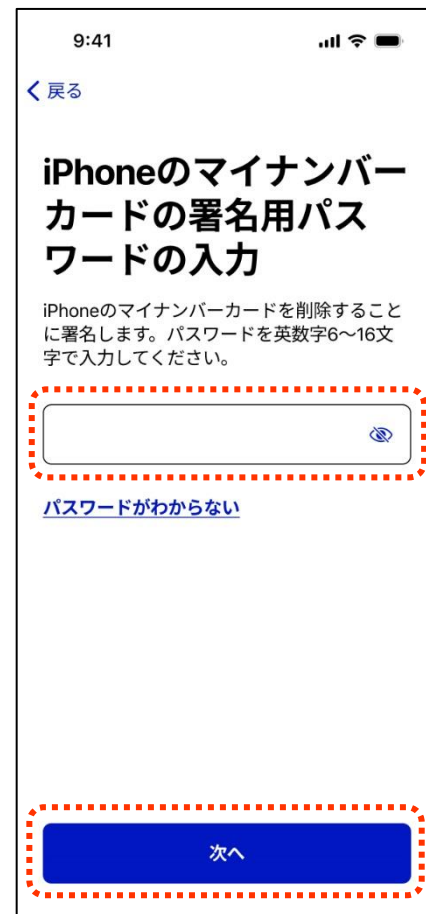 9:41
戻る
iPhoneのマイナンバー
カードの署名用パス
ワードの入力
iPhoneのマイナンバーカードを削除すること
に署名します。パスワードを英数字6〜16文
字で入力してください。
パスワードがわからない
次へ